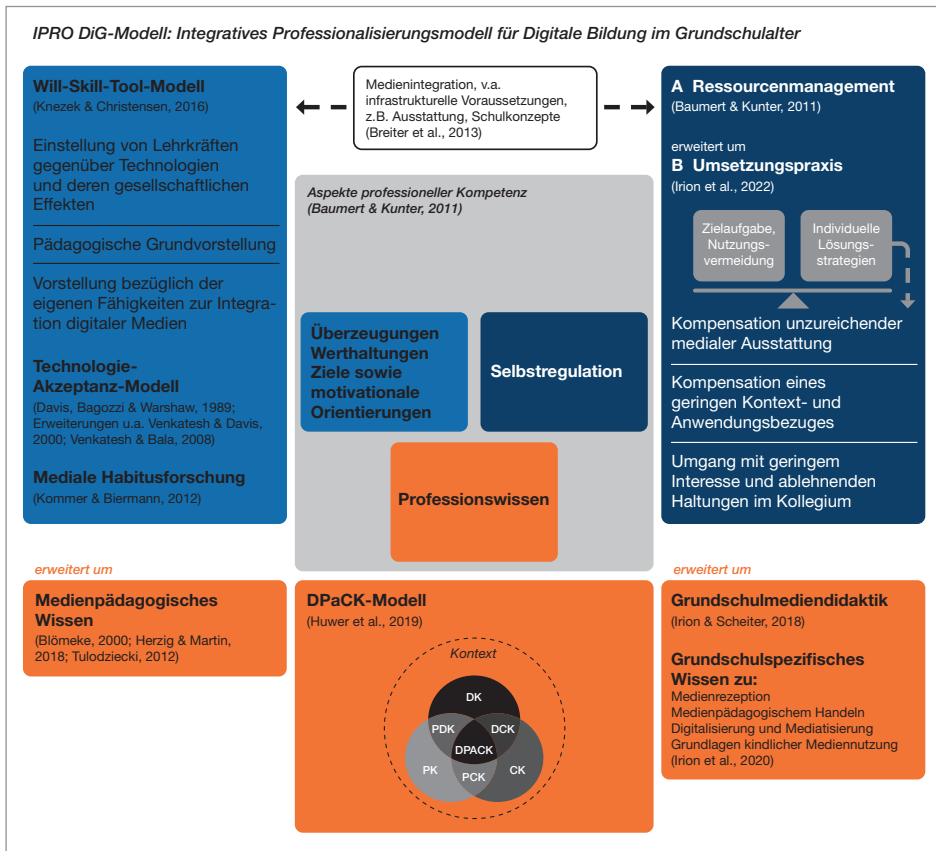 IPRO DiG-Modell: Integratives Professionalisierungsmodell für Digitale Bildung im Grundschulalter
Will-Skill-Tool-Modell
(Knezek & Christensen, 2016)
Einstellung von Lehrkräften
gegenüber Technologien
und deren gesellschaftlichen
Effekten
Pädagogische Grundvorstellung
Vorstellung bezüglich der
eigenen Fähigkeiten zur Integra-
tion digitaler Medien
Technologie-
Akzeptanz-Modell
(Davis, Bagozzi & Warshaw, 1989;
Erweiterungen u.a. Venkatesh & Davis,
2000; Venkatesh & Bala, 2008)
Mediale Habitusforschung
(Kommer & Biermann, 2012)
Medienintegration, v.a.
infrastrukturelle Voraussetzungen,
z.B. Ausstattung, Schulkonzepte
(Breiter et al., 2013)
Aspekte professioneller Kompetenz
(Baumert & Kunter, 2011)
Überzeugungen
Werthaltungen
Ziele sowie
motivationale
Orientierungen
Selbstregulation
Professionswissen
A Ressourcenmanagement
(Baumert & Kunter, 2011)
erweitert um
B Umsetzungspraxis
(Irion et al., 2022)
Zielaufgabe,
Nutzungs-
vermeidung
Individuelle
Lösungs-
strategien
Kompensation unzureichender
medialer Ausstattung
Kompensation eines
geringen Kontext- und
Anwendungsbezuges
Umgang mit geringem
Interesse und ablehnenden
Haltungen im Kollegium
erweitert um
Medienpädagogisches
Wissen
(Blömeke, 2000; Herzig & Martin,
2018; Tulodziecki, 2012)
DPaCK-Modell
(Huwer et al., 2019)
Kontext
DK
PDK
DCK
DPACK
PK
PCK
CK
erweitert um
Grundschulmediendidaktik
(Irion & Scheiter, 2018)
Grundschulspezifisches
Wissen zu:
Medienrezeption
Medienpädagogischem Handeln
Digitalisierung und Mediatisierung
Grundlagen kindlicher Mediennutzung
(Irion et al., 2020)